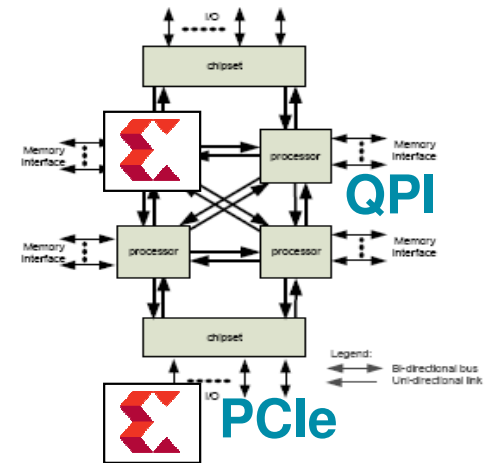 I/O
chipset
Memory
Interface
processor
Memory
Interface
QPI
Memory
Interface
processor
processor
Memory
Interface
chipset
Legend:
Bi-directional bus
Uni-directional link
I/O
PCIe